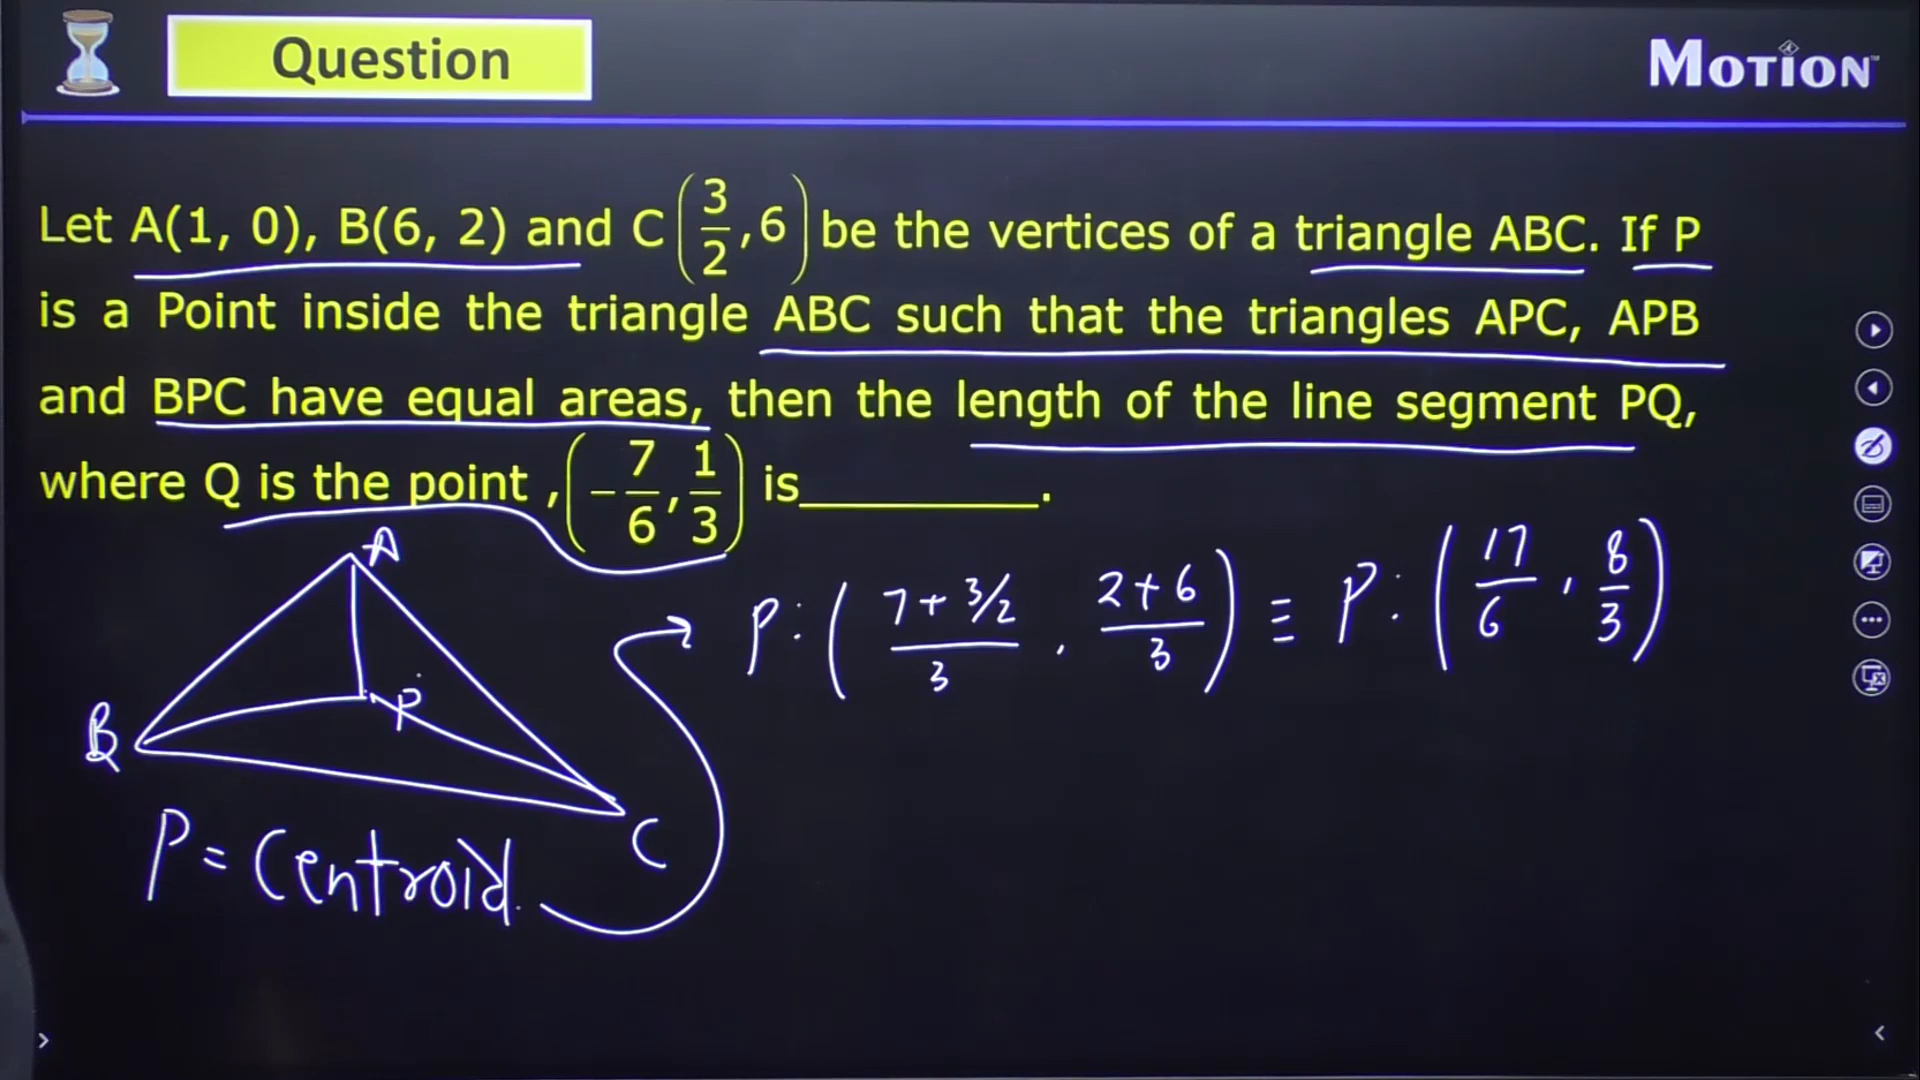 Question
MOTION
Let A(1, 0), B(6, 2) and C (3/2, 6) be the vertices of a triangle ABC. If P
is a Point inside the triangle ABC such that the triangles APC, APB
and BPC have equal areas, then the length of the line segment PQ,
where Q is the point , (-7/6, 1/3) is__________.
A
B
P
C
P = Centroid.
P : ( (7 + 3/2)/3 , (2+6)/3 ) ≡ P : ( 17/6 , 8/3 )